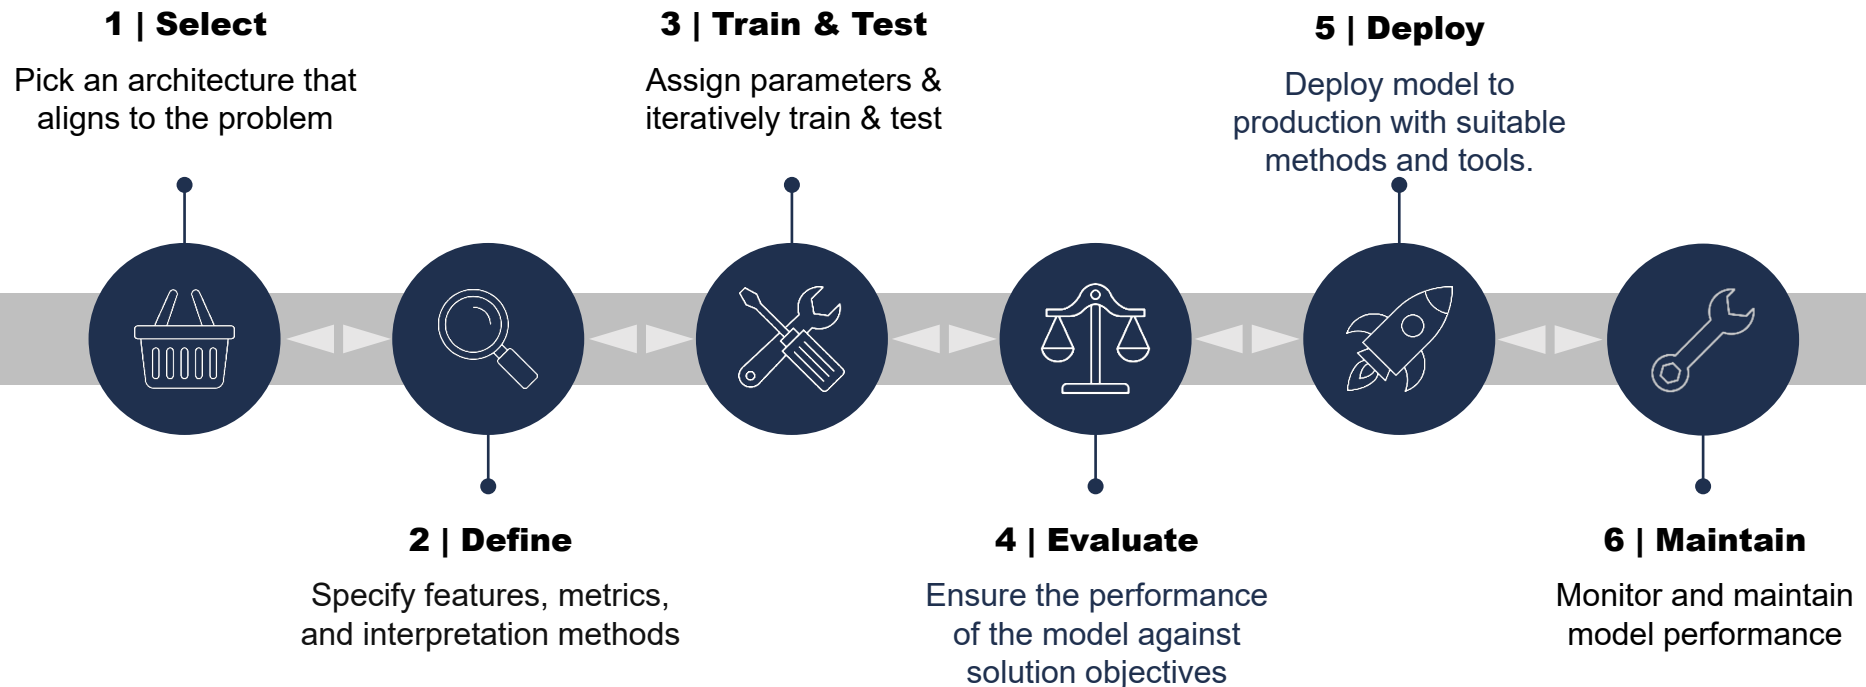 1 | Select
Pick an architecture that
aligns to the problem
2 | Define
Specify features, metrics,
and interpretation methods
3 | Train & Test
Assign parameters &
iteratively train & test
4 | Evaluate
Ensure the performance
of the model against
solution objectives
5 | Deploy
Deploy model to
production with suitable
methods and tools.
6 | Maintain
Monitor and maintain
model performance